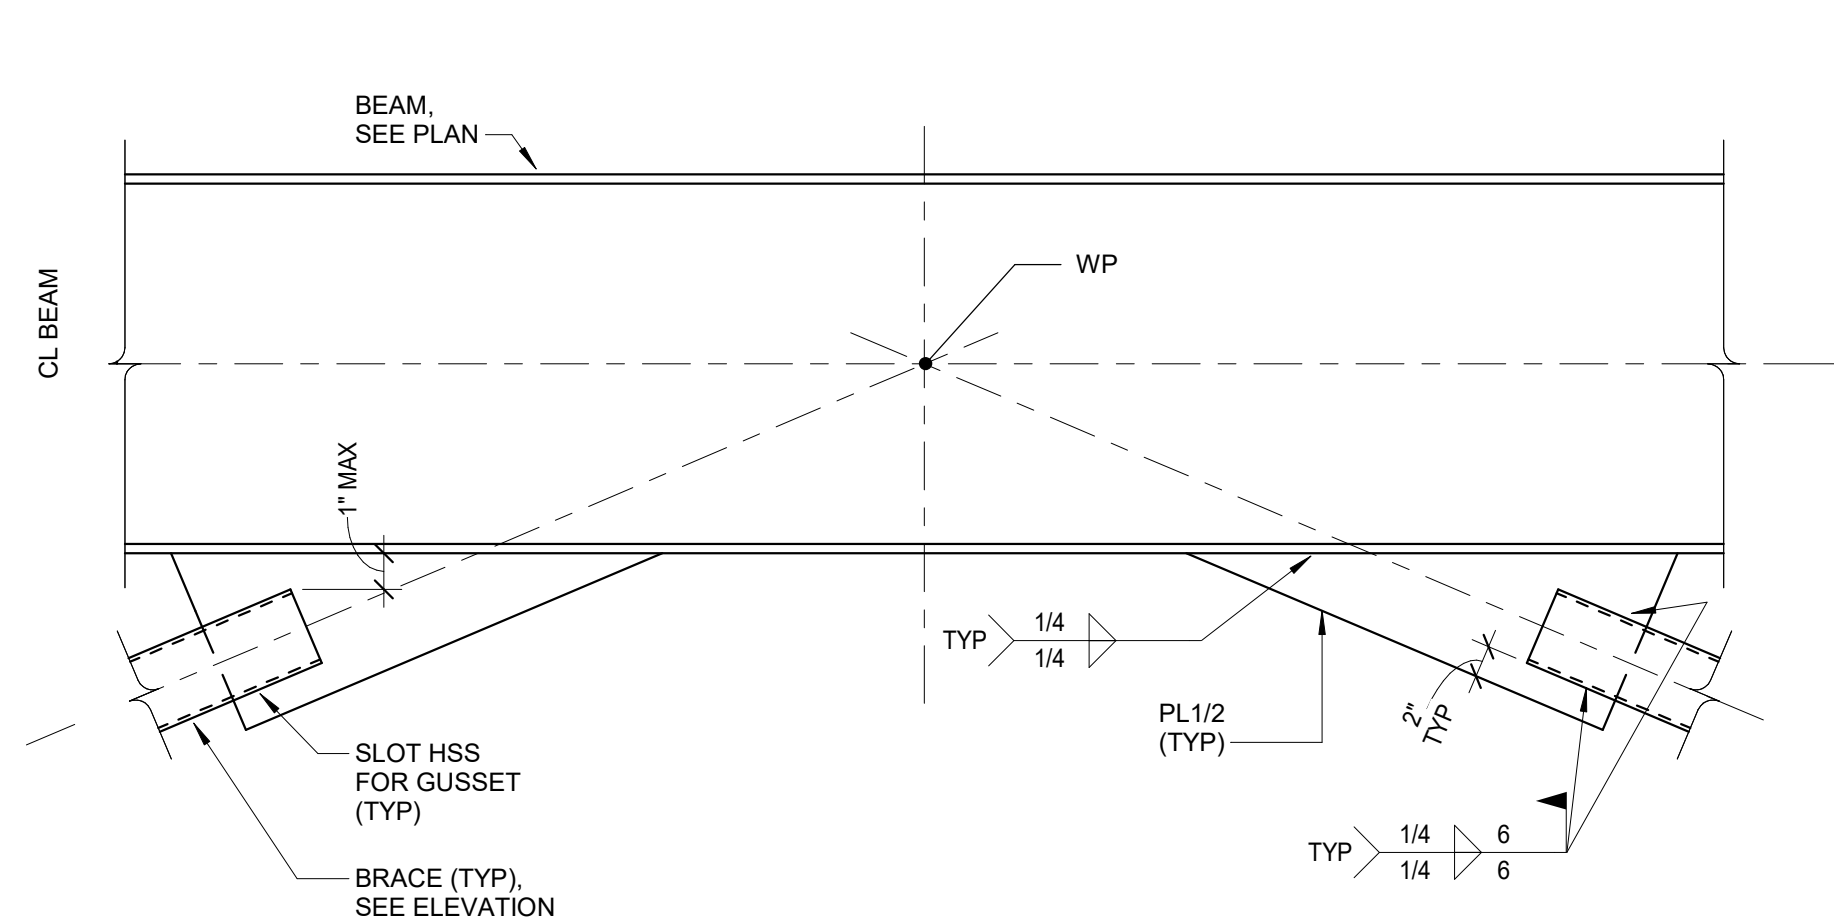 BEAM,
SEE PLAN
CL BEAM
WP
1" MAX
TYP
1/4
1/4
PL1/2
(TYP)
2"
TYP
SLOT HSS
FOR GUSSET
(TYP)
TYP
1/4 6
1/4 6
BRACE (TYP),
SEE ELEVATION